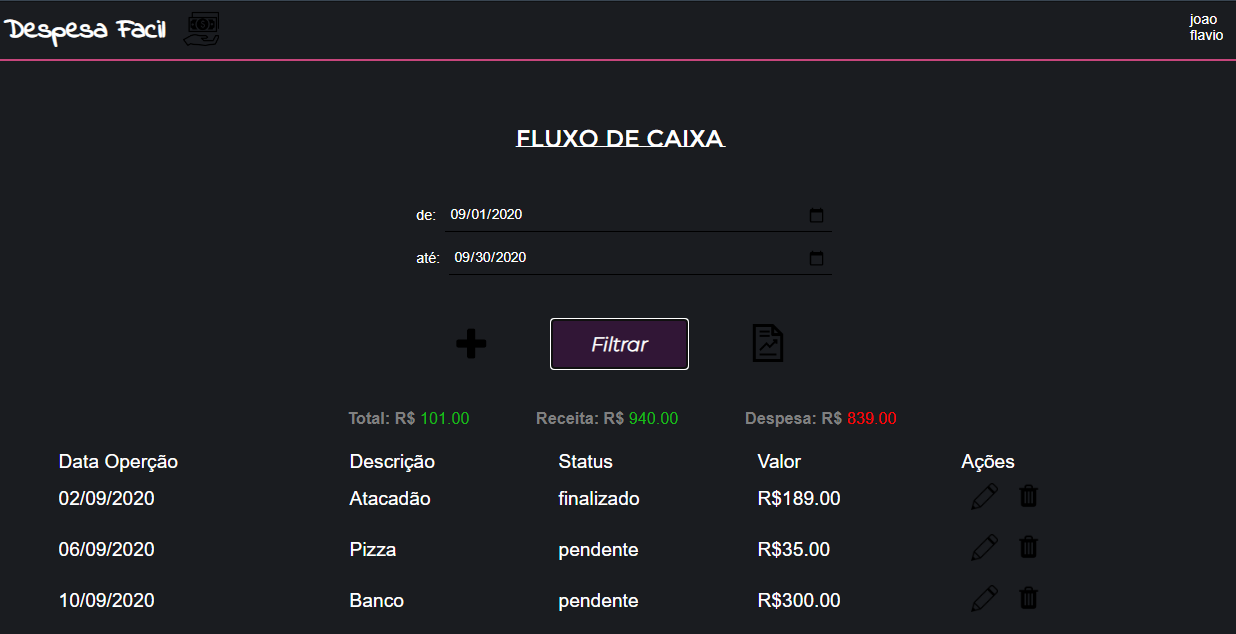 Despesa Facil
joao
flavio
FLUXO DE CAIXA
de: 09/01/2020
até: 09/30/2020
Filtrar
Total: R$ 101.00 Receita: R$ 940.00 Despesa: R$ 839.00
Data Operção Descrição Status Valor Ações
02/09/2020 Atacadão finalizado R$189.00
06/09/2020 Pizza pendente R$35.00
10/09/2020 Banco pendente R$300.00